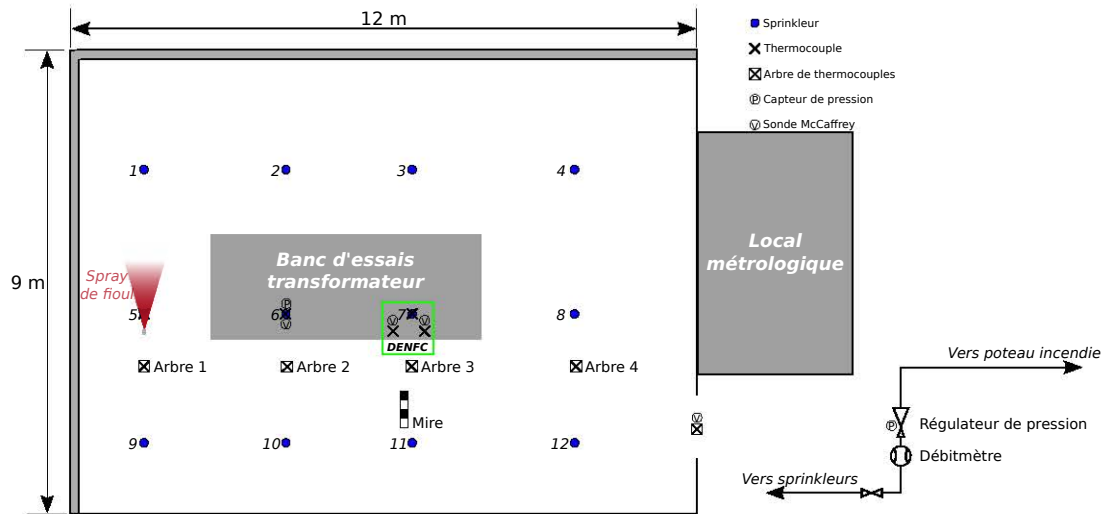 12 m
Sprinkleur
Thermocouple
Arbre de thermocouples
P Capteur de pression
V Sonde McCaffrey
1
2
3
4
Local
métrologique
Banc d'essais
transformateur
Spray
de fioul
9 m
P
5
6
7
8
V
V
V
DENFC
Arbre 1
Arbre 2
Arbre 3
Arbre 4
Vers poteau incendie
Mire
V
P
Régulateur de pression
9
10
11
12
Débitmètre
Vers sprinkleurs